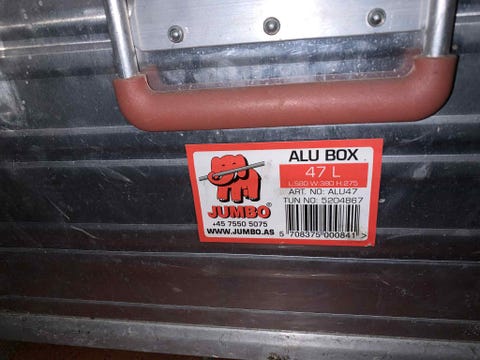 ALU BOX
47 L
L.580 W.380 H.275
ART. NO: ALU47
TUN NO: 5204867
JUMBO
+45 7550 5075
WWW.JUMBO.AS
5 708375 000841 >